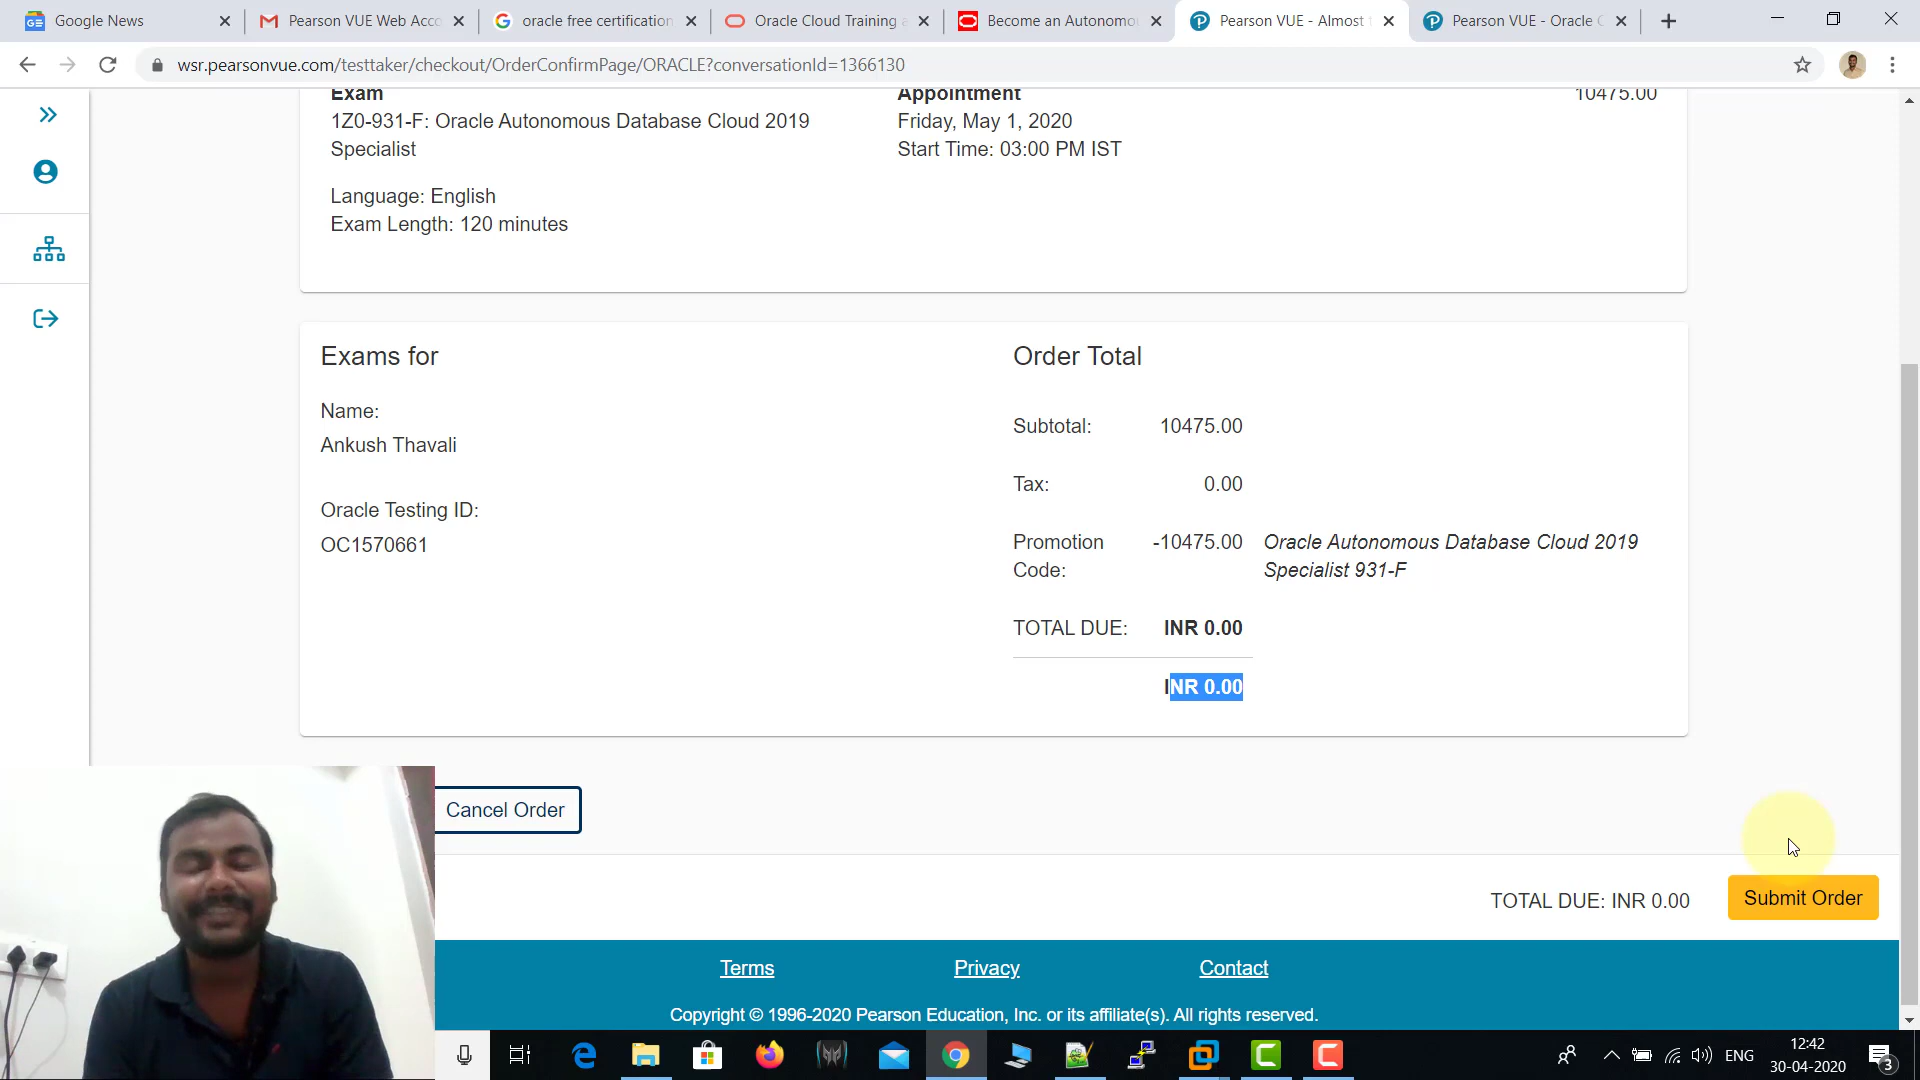 Google News
Pearson VUE Web Acco
oracle free certification
Oracle Cloud Training a
Become an Autonomou
Pearson VUE - Almost t
Pearson VUE - Oracle C
wsr.pearsonvue.com/testtaker/checkout/OrderConfirmPage/ORACLE?conversationId=1366130
Exam
1Z0-931-F: Oracle Autonomous Database Cloud 2019
Specialist
Language: English
Exam Length: 120 minutes
Appointment
Friday, May 1, 2020
Start Time: 03:00 PM IST
10475.00
Exams for
Name:
Ankush Thavali
Oracle Testing ID:
OC1570661
Order Total
Subtotal: 10475.00
Tax: 0.00
Promotion -10475.00 Oracle Autonomous Database Cloud 2019
Code: Specialist 931-F
TOTAL DUE: INR 0.00
INR 0.00
Cancel Order
TOTAL DUE: INR 0.00
Submit Order
Terms Privacy Contact
Copyright © 1996-2020 Pearson Education, Inc. or its affiliate(s). All rights reserved.
ENG
12:42
30-04-2020
3